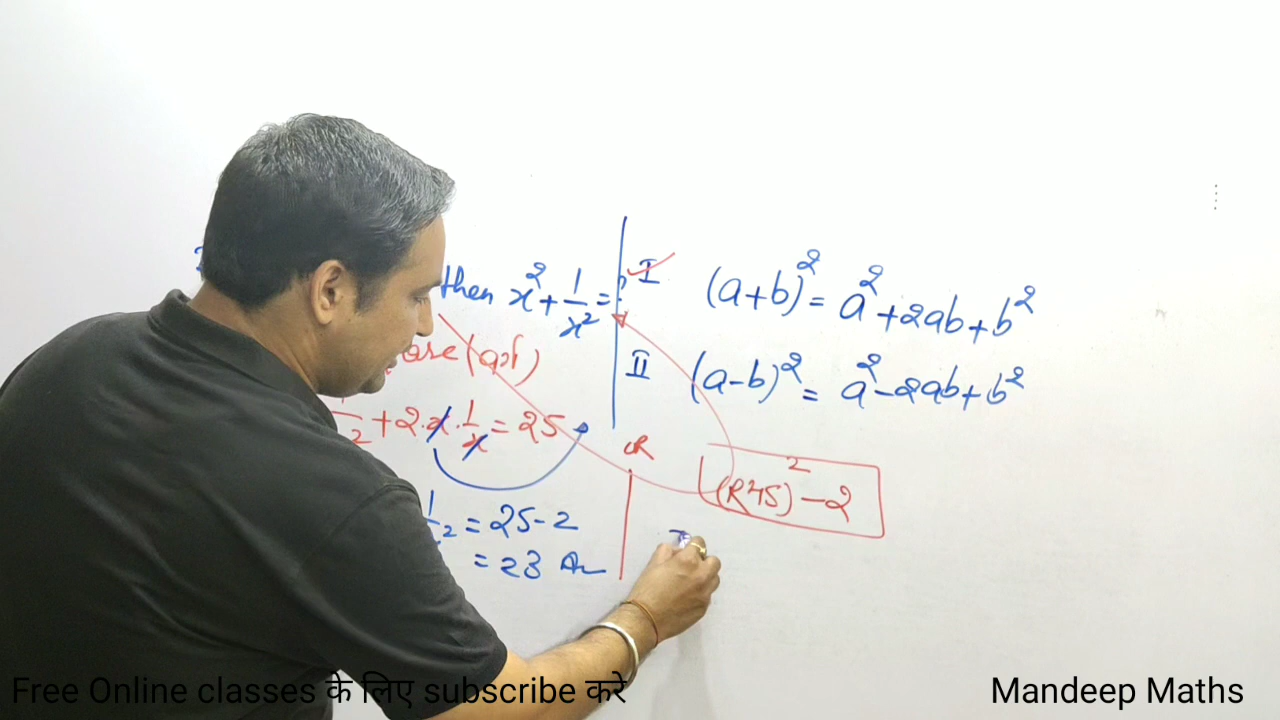 then x² + 1/x² = ?
I (a+b)² = a² + 2ab + b²
II (a-b)² = a² - 2ab + b²
+ 2·x·1/x = 25
OR
(RHS)² - 2
= 25 - 2
= 23 Ans
Free Online classes के लिए subscribe करे
Mandeep Maths